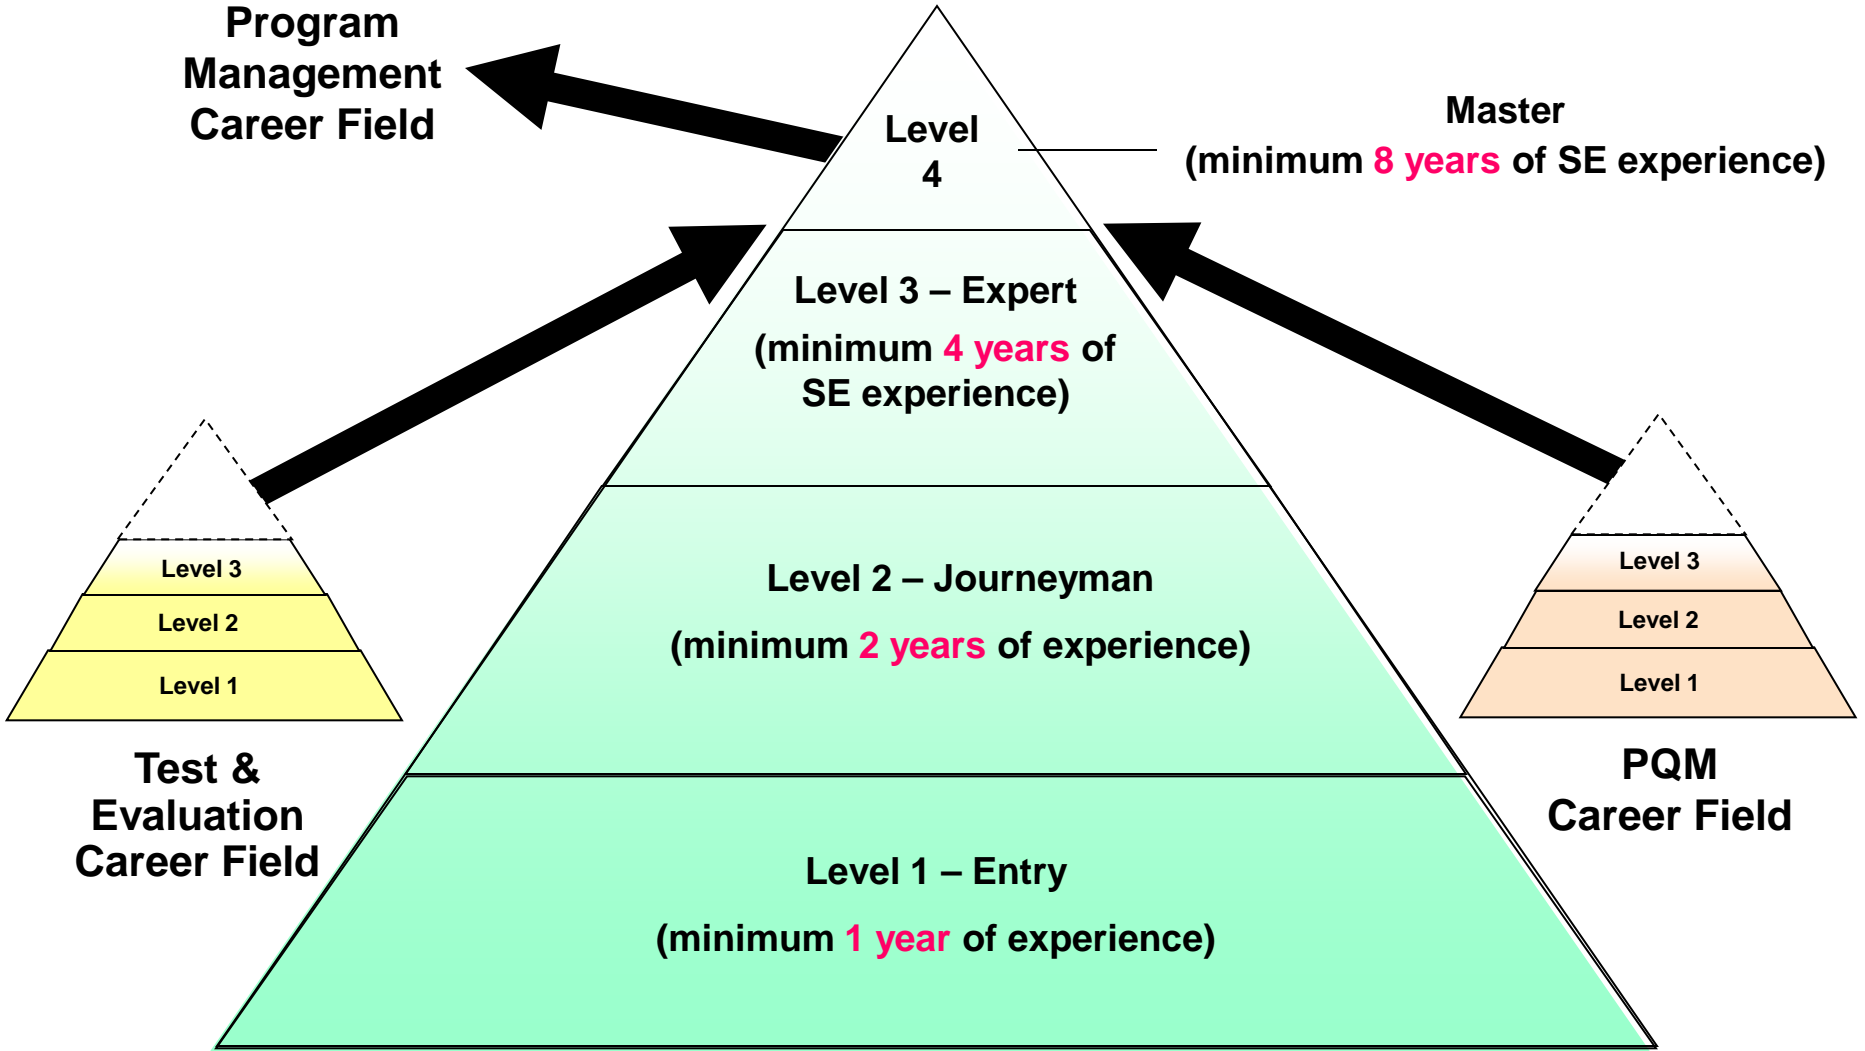 Program
Management
Career Field
Level
4
Master
(minimum 8 years of SE experience)
Level 3 – Expert
(minimum 4 years of
SE experience)
Level 2 – Journeyman
(minimum 2 years of experience)
Level 1 – Entry
(minimum 1 year of experience)
Level 3
Level 2
Level 1
Test &
Evaluation
Career Field
Level 3
Level 2
Level 1
PQM
Career Field